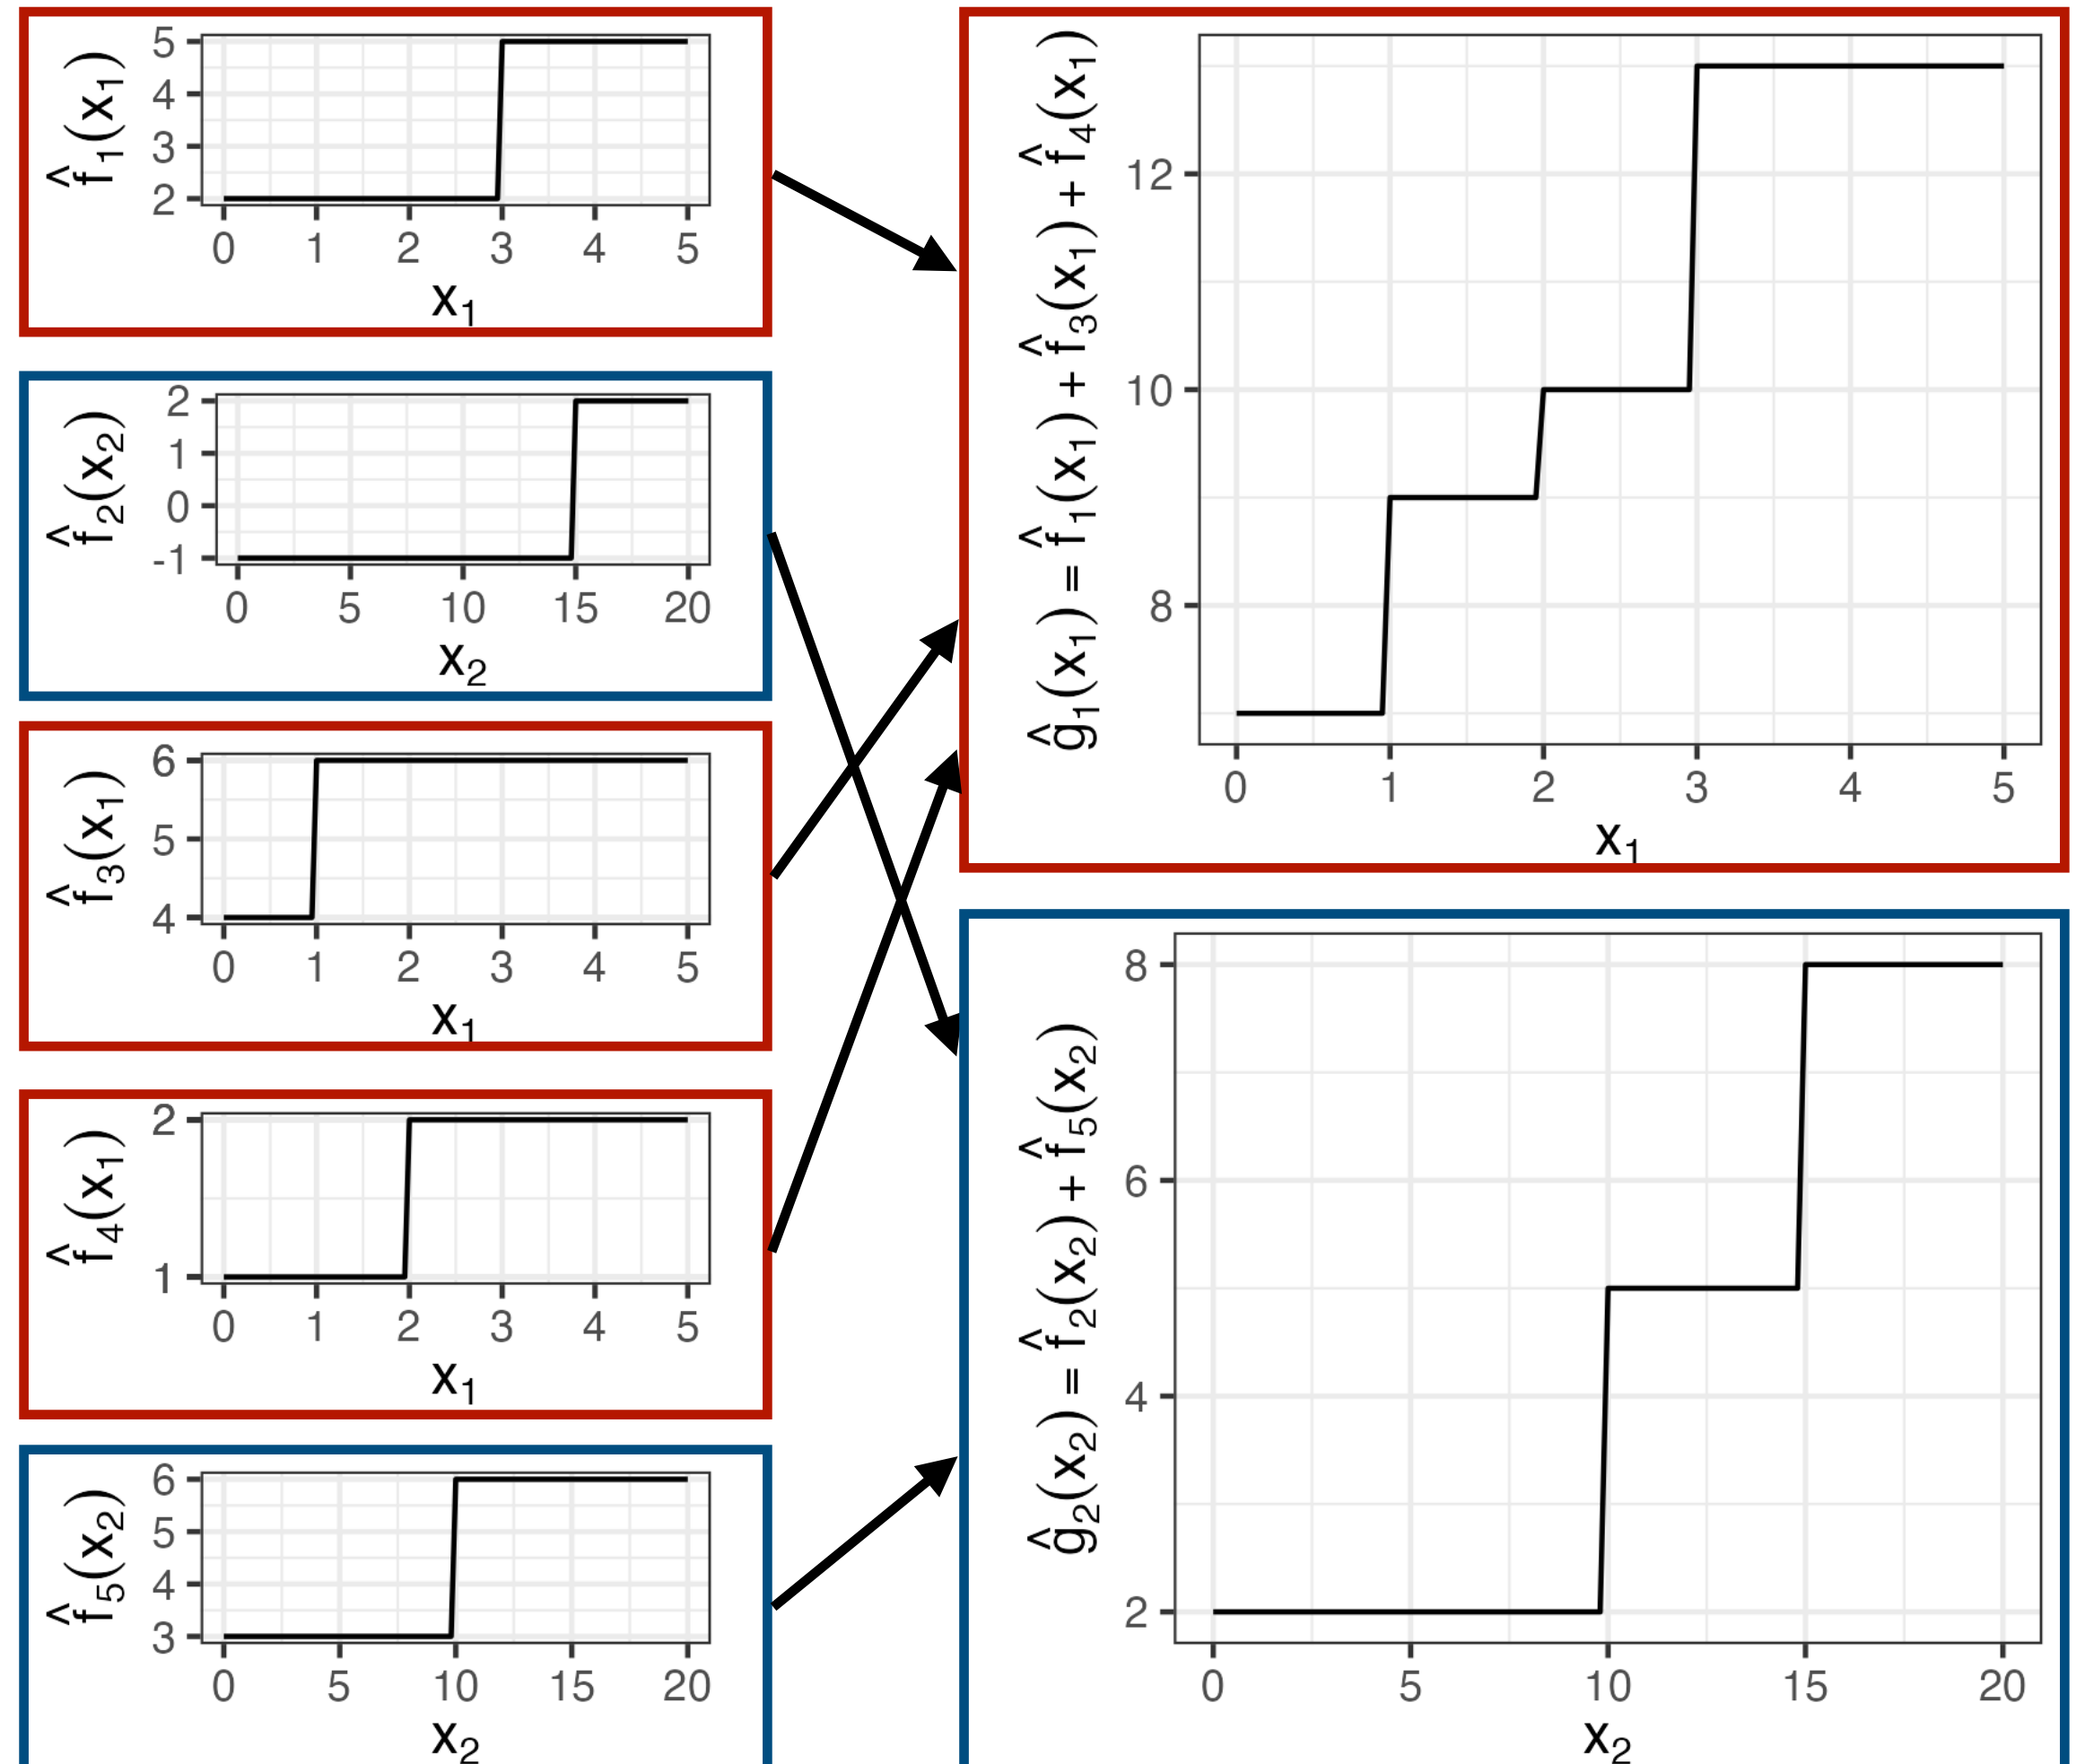 f̂₁(x₁)
5
4
3
2
0 1 2 3 4 5
x₁
f̂₂(x₂)
2
1
0
-1
0 5 10 15 20
x₂
f̂₃(x₁)
6
5
4
0 1 2 3 4 5
x₁
f̂₄(x₁)
2
1
0 1 2 3 4 5
x₁
f̂₅(x₂)
6
5
4
3
0 5 10 15 20
x₂
ĝ₁(x₁) = f̂₁(x₁) + f̂₃(x₁) + f̂₄(x₁)
12
10
8
0 1 2 3 4 5
x₁
ĝ₂(x₂) = f̂₂(x₂) + f̂₅(x₂)
8
6
4
2
0 5 10 15 20
x₂